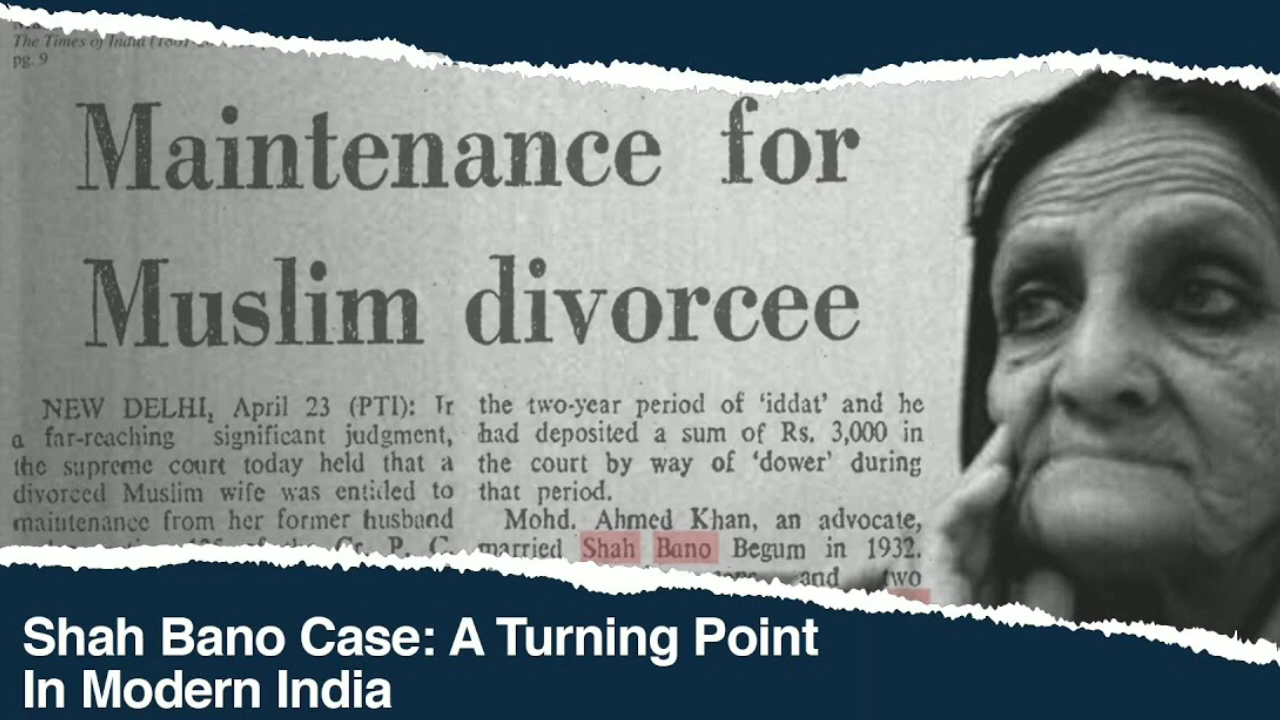 The Times of India
pg. 9
Maintenance for
Muslim divorcee
NEW DELHI, April 23 (PTI): Ir
a far-reaching significant judgment,
the supreme court today held that a
divorced Muslim wife was entitled to
maintenance from her former husband
Cr. P. C.
the two-year period of ‘iddat’ and he
had deposited a sum of Rs. 3,000 in
the court by way of ‘dower’ during
that period.
Mohd. Ahmed Khan, an advocate,
married Shah Bano Begum in 1932.
and two
Shah Bano Case: A Turning Point
In Modern India